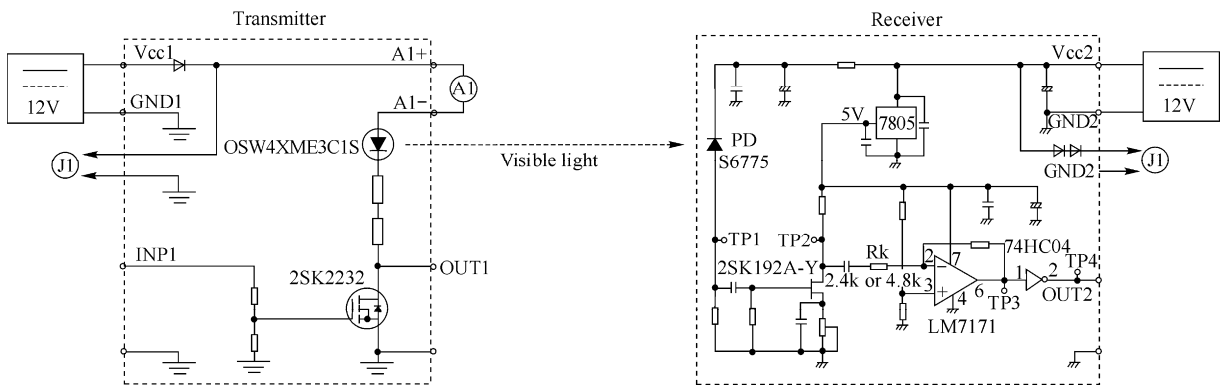 Transmitter
Receiver
Vcc1
A1+
A1
A1−
12V
GND1
OSW4XME3C1S
J1
INP1
2SK2232
OUT1
Visible light
Vcc2
12V
GND2
5V
7805
PD
S6775
GND2
J1
TP1
TP2
2SK192A-Y
Rk
2.4k or 4.8k
2
7
3
4
6
LM7171
74HC04
TP3
1
2
TP4
OUT2